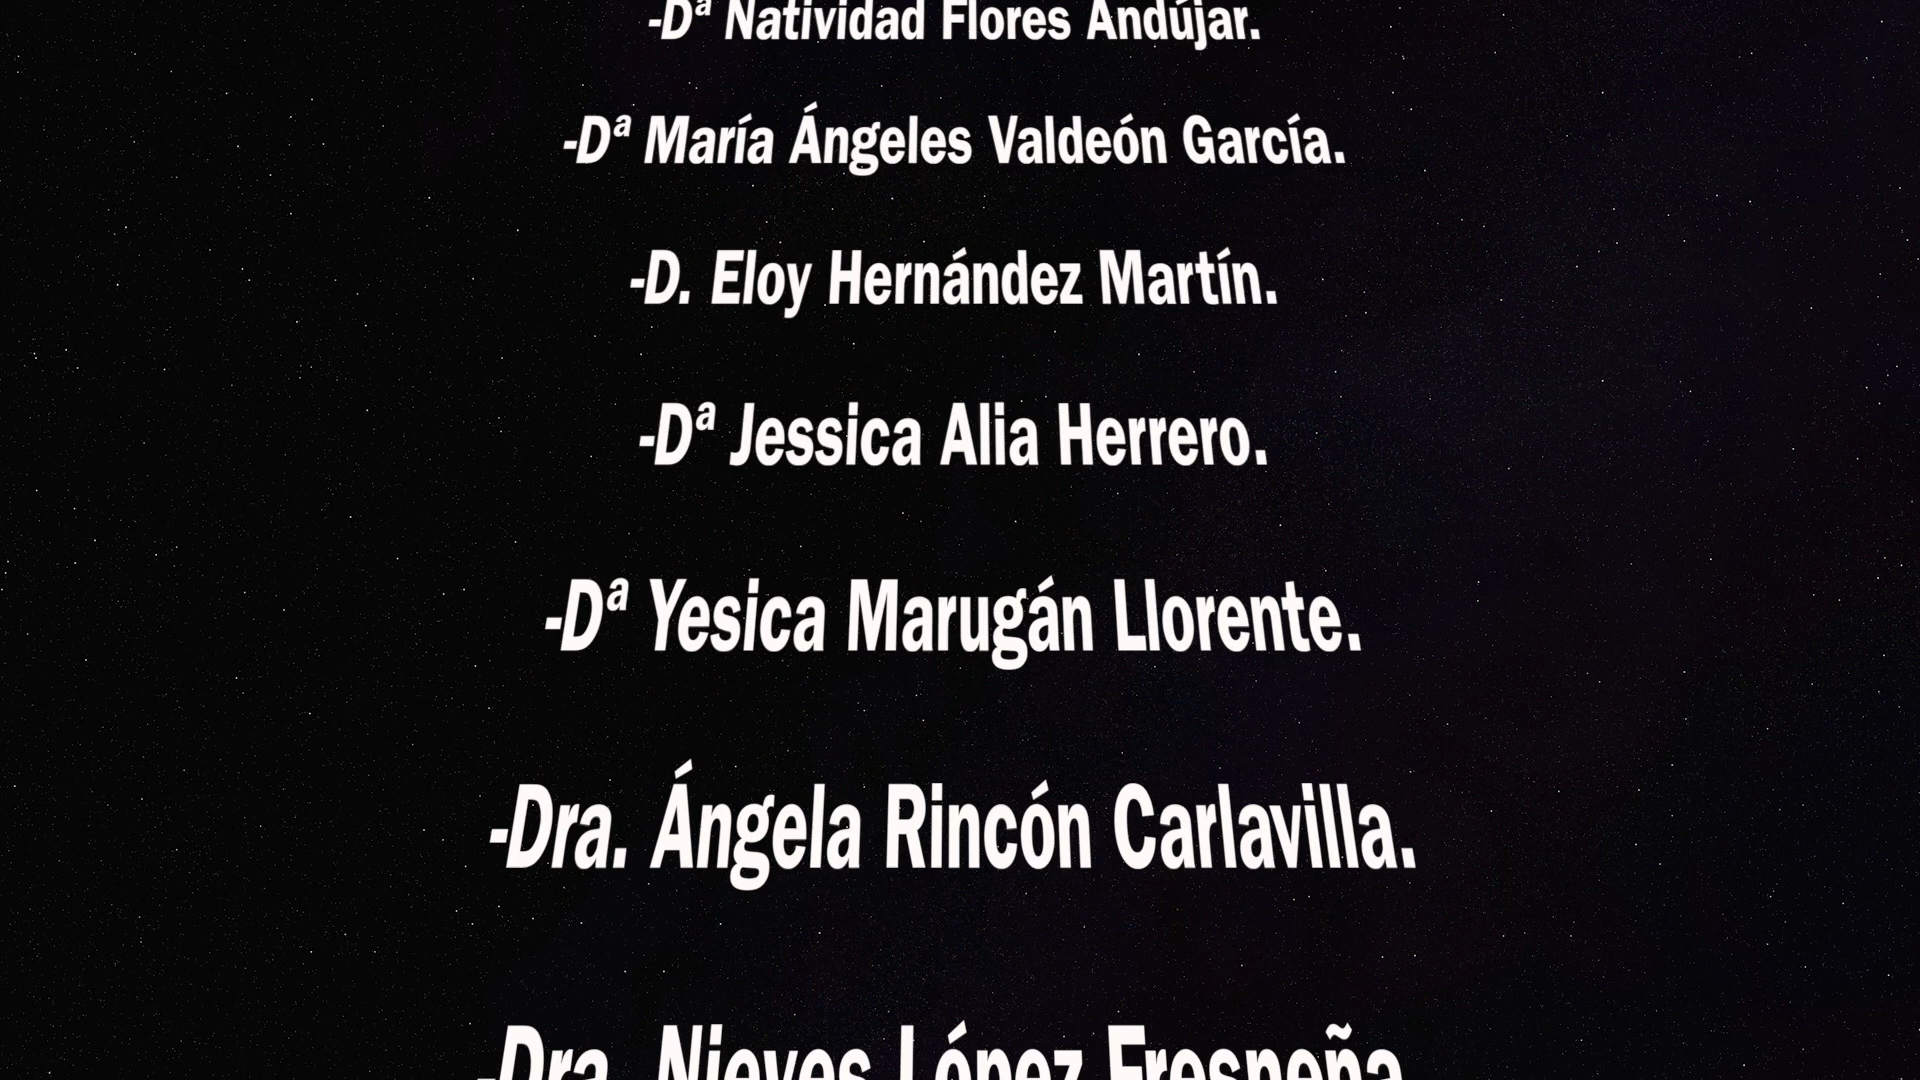 -Dª Natividad Flores Andújar.
-Dª María Ángeles Valdeón García.
-D. Eloy Hernández Martín.
-Dª Jessica Alia Herrero.
-Dª Yesica Marugán Llorente.
-Dra. Ángela Rincón Carlavilla.
-Dra. Nieves López Fresneña.